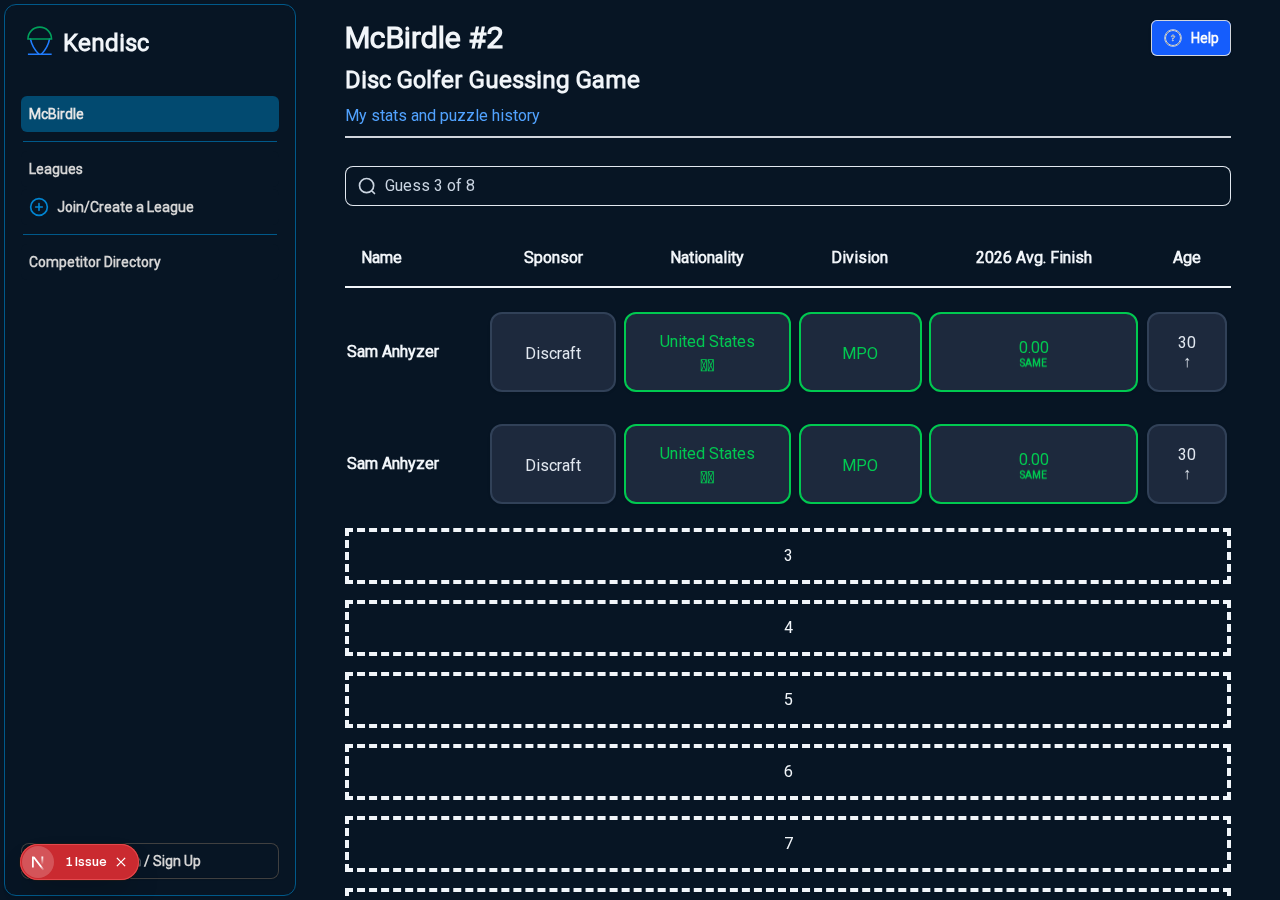 Kendisc
McBirdle
Leagues
Join/Create a League
Competitor Directory
/ Sign Up
1 Issue
McBirdle #2
Help
Disc Golfer Guessing Game
My stats and puzzle history
Guess 3 of 8
Name Sponsor Nationality Division 2026 Avg. Finish Age
Sam Anhyzer Discraft United States MPO 0.00 SAME 30 ↑
Sam Anhyzer Discraft United States MPO 0.00 SAME 30 ↑
3
4
5
6
7